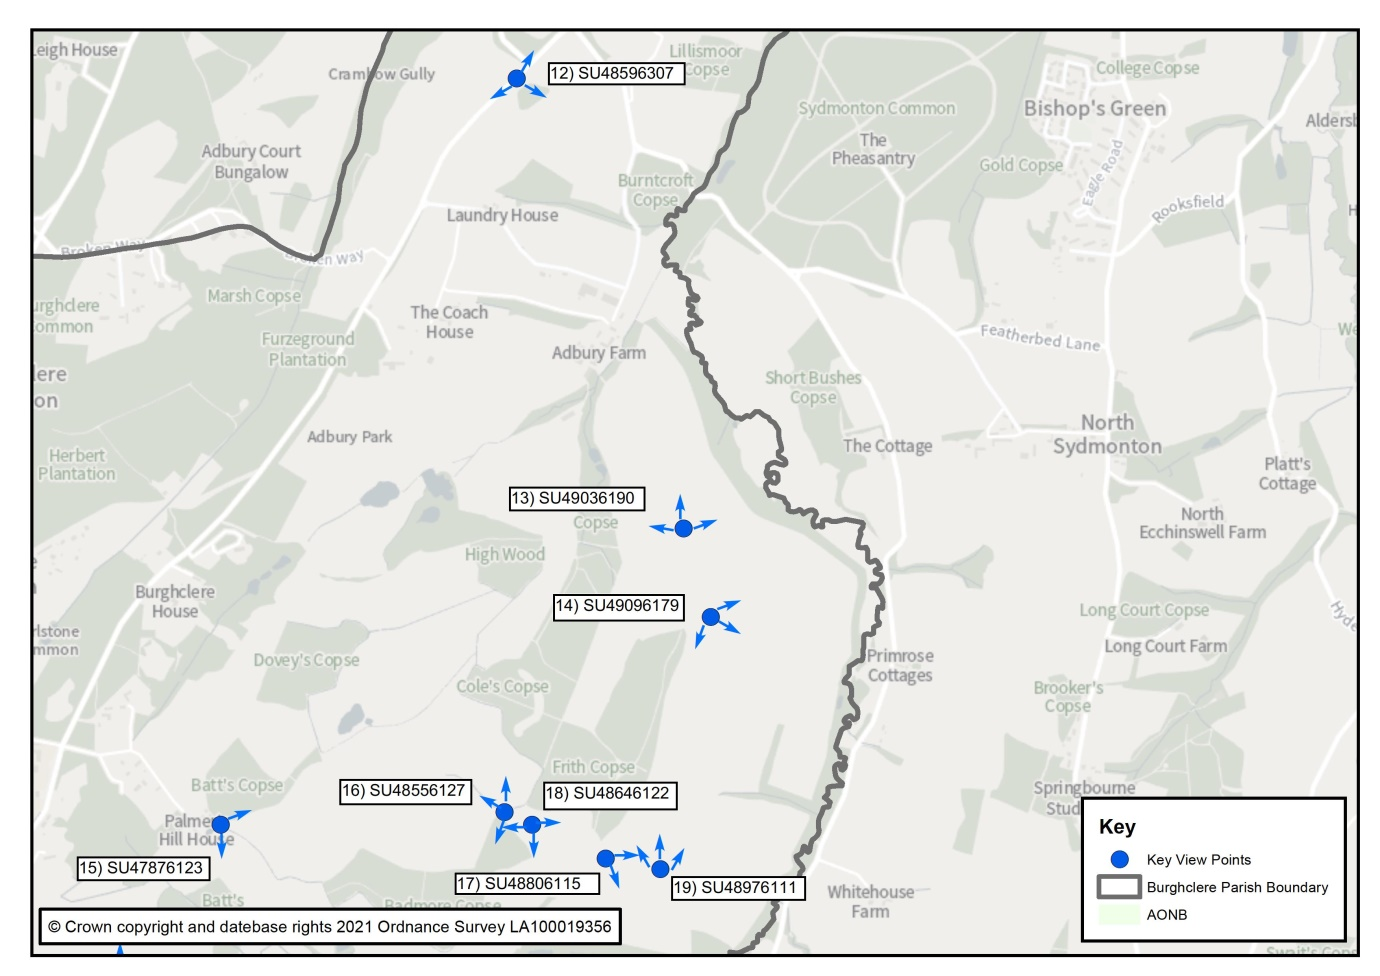 Leigh House
Crambow Gully
12) SU48596307
Lillismoor
Copse
College Copse
Sydmonton Common
Bishop's Green
The
Pheasantry
Adbury Court
Bungalow
Gold Copse
Eagle Road
Burntcroft
Copse
Laundry House
Rooksfield
Broken Way
Broken Way
Marsh Copse
The Coach
House
Furzeground
Plantation
Adbury Farm
Featherbed Lane
Short Bushes
Copse
Adbury Park
The Cottage
North
Sydmonton
Herbert
Plantation
Platt's
Cottage
13) SU49036190
Copse
North
Ecchinswell Farm
High Wood
Burghclere
House
14) SU49096179
Long Court Copse
Long Court Farm
Dovey's Copse
Primrose
Cottages
Cole's Copse
Brooker's
Copse
Frith Copse
Batt's Copse
16) SU48556127
18) SU48646122
Springbourne
Stud
Palmers
Hill House
15) SU47876123
17) SU48806115
19) SU48976111
Whitehouse
Farm
Batt's
Badmore Copse
Key
Key View Points
Burghclere Parish Boundary
AONB
© Crown copyright and datebase rights 2021 Ordnance Survey LA100019356